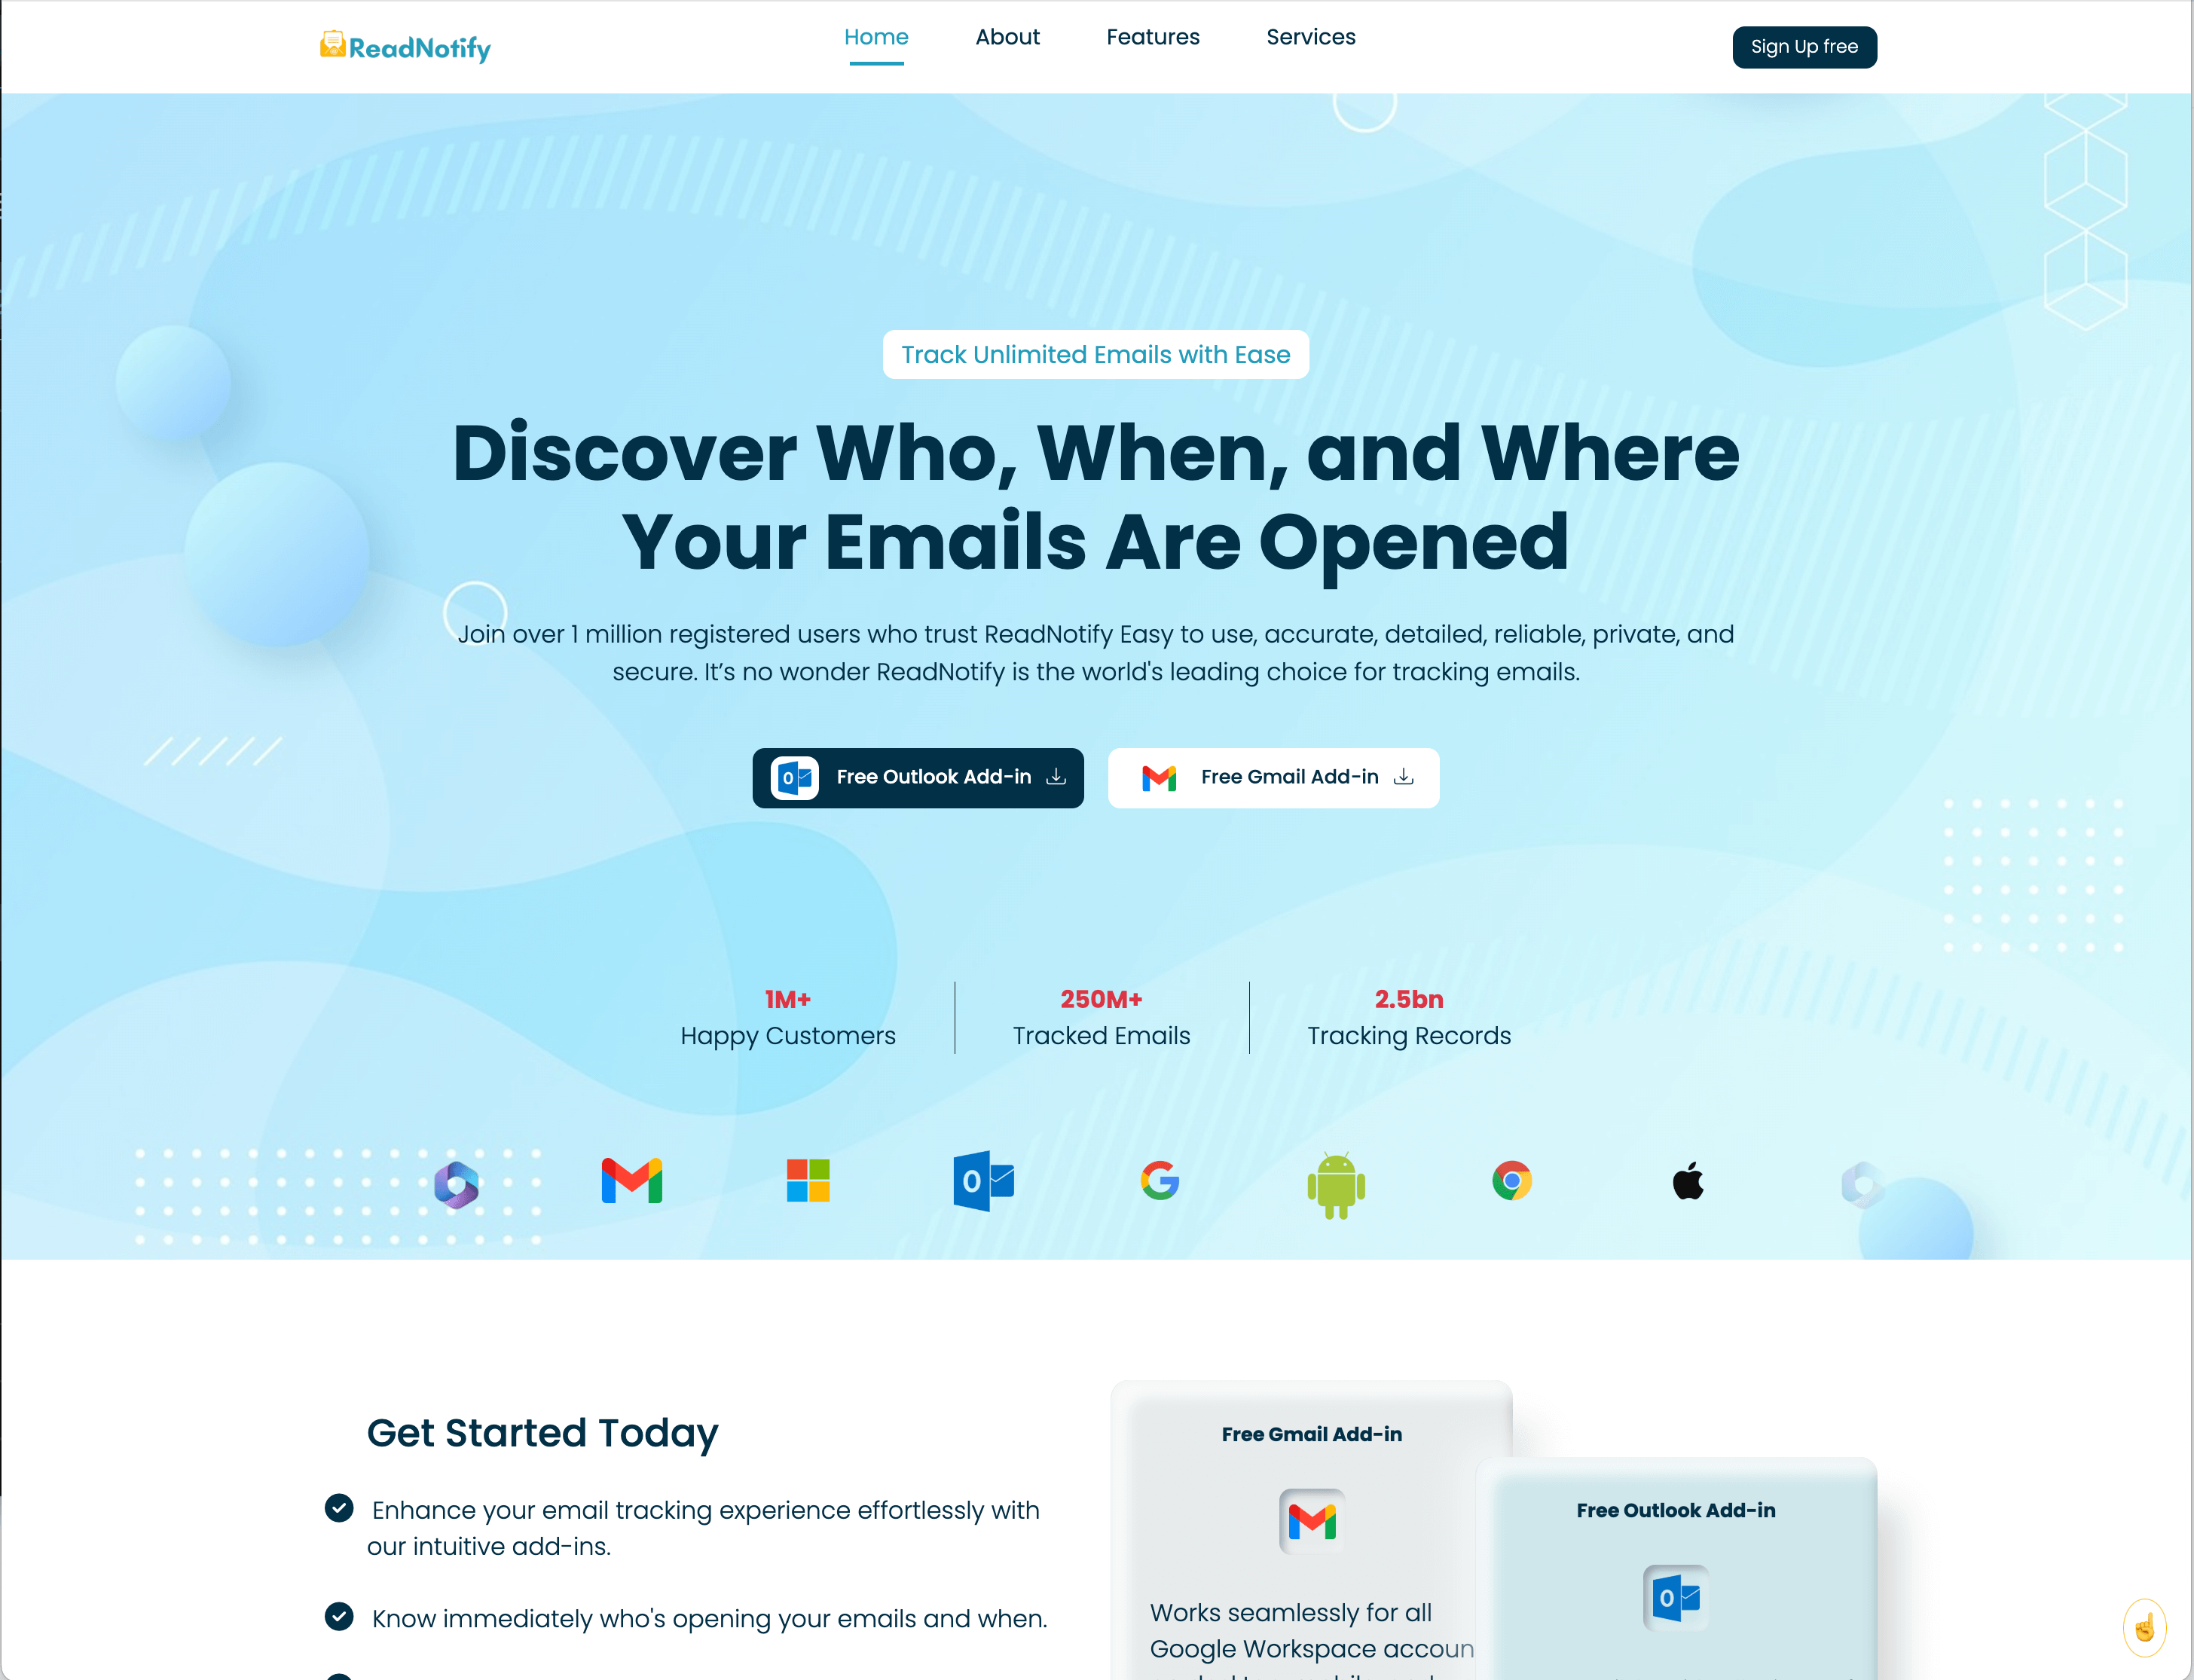 ReadNotify
Home
About
Features
Services
Sign Up free
Track Unlimited Emails with Ease
Discover Who, When, and Where
Your Emails Are Opened
Join over 1 million registered users who trust ReadNotify Easy to use, accurate, detailed, reliable, private, and
secure. It’s no wonder ReadNotify is the world's leading choice for tracking emails.
Free Outlook Add-in
Free Gmail Add-in
1M+
Happy Customers
250M+
Tracked Emails
2.5bn
Tracking Records
Get Started Today
Enhance your email tracking experience effortlessly with
our intuitive add-ins.
Know immediately who's opening your emails and when.
Free Gmail Add-in
Works seamlessly for all
Google Workspace accoun
Free Outlook Add-in